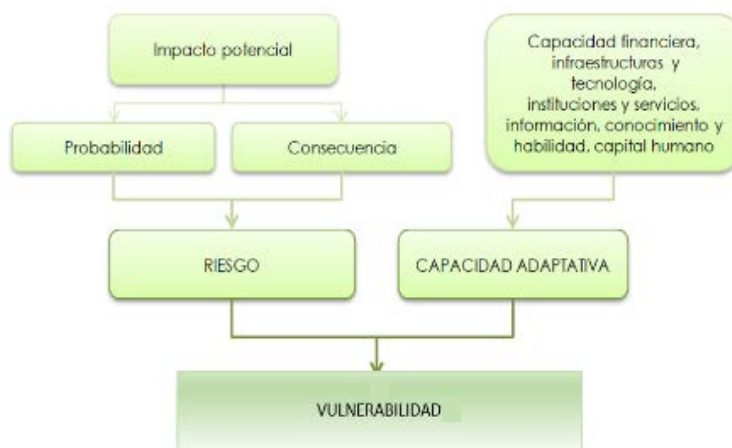 Impacto potencial
Capacidad financiera,
infraestructuras y
tecnología,
instituciones y servicios,
información, conocimiento y
habilidad, capital humano
Probabilidad
Consecuencia
RIESGO
CAPACIDAD ADAPTATIVA
VULNERABILIDAD